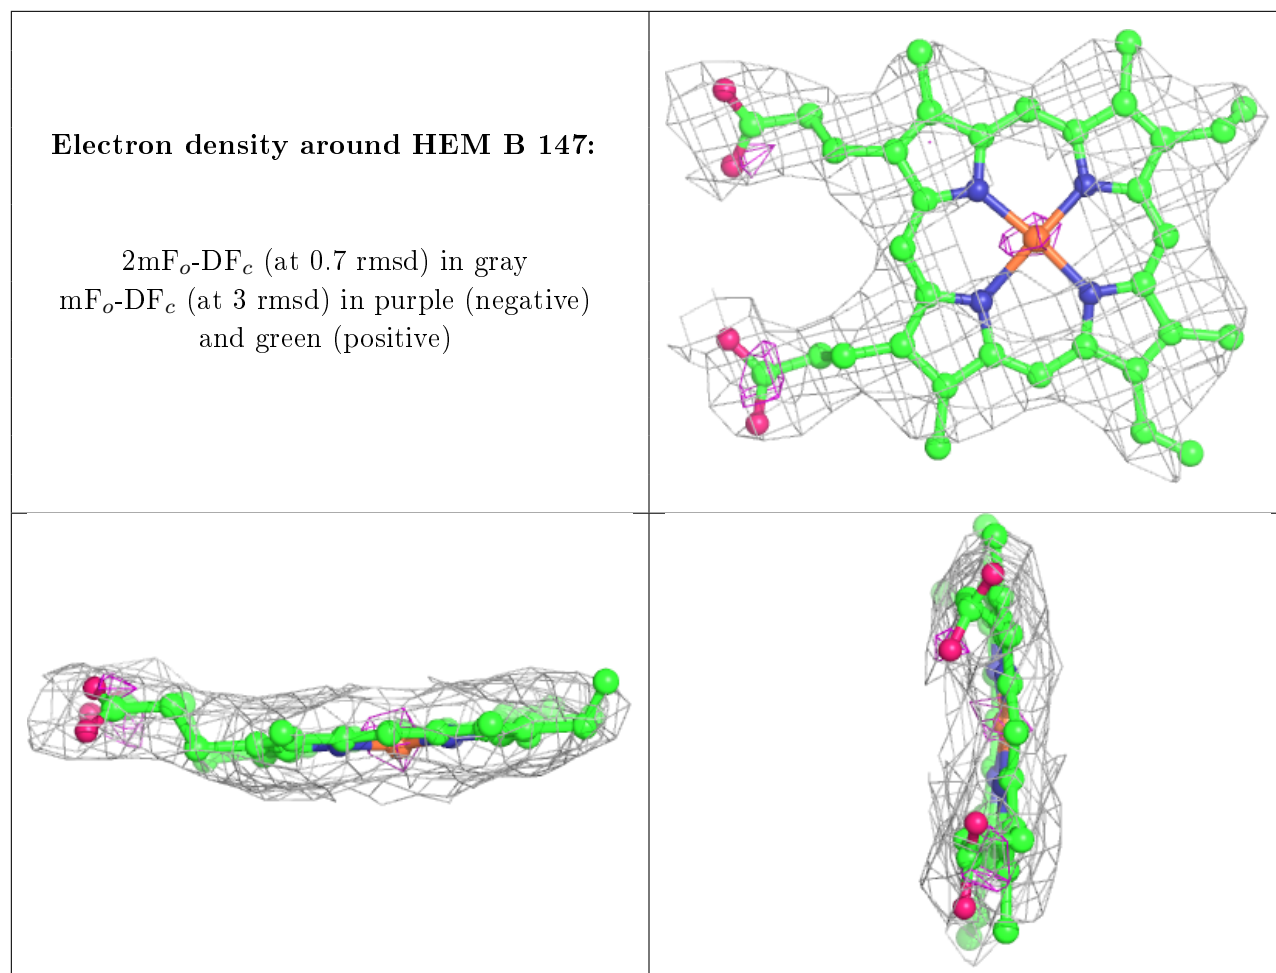 Electron density around HEM B 147:
2mFo-DFc (at 0.7 rmsd) in gray
mFo-DFc (at 3 rmsd) in purple (negative)
and green (positive)